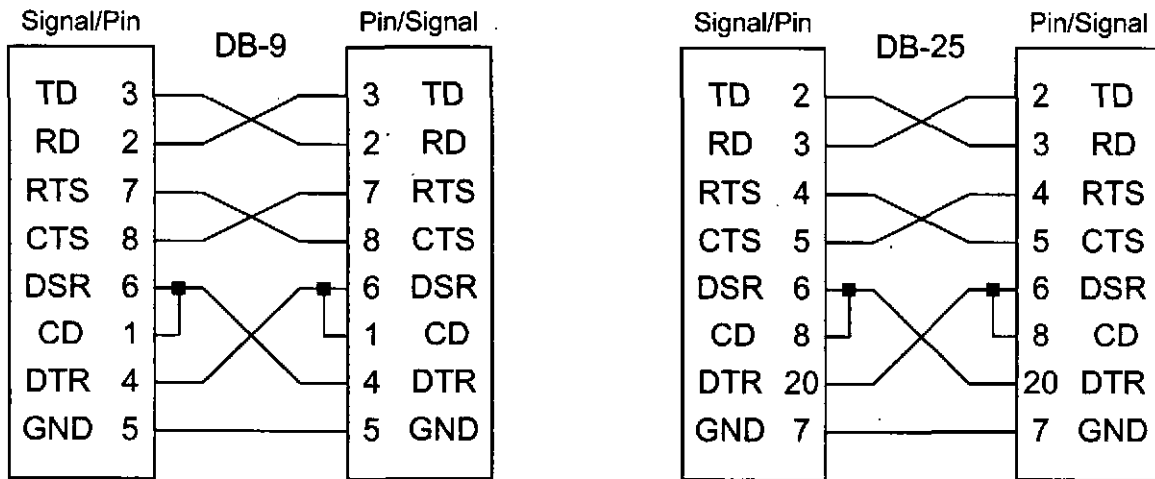 Signal/Pin DB-9 Pin/Signal
TD 3 3 TD
RD 2 2 RD
RTS 7 7 RTS
CTS 8 8 CTS
DSR 6 6 DSR
CD 1 1 CD
DTR 4 4 DTR
GND 5 5 GND
Signal/Pin DB-25 Pin/Signal
TD 2 2 TD
RD 3 3 RD
RTS 4 4 RTS
CTS 5 5 CTS
DSR 6 6 DSR
CD 8 8 CD
DTR 20 20 DTR
GND 7 7 GND